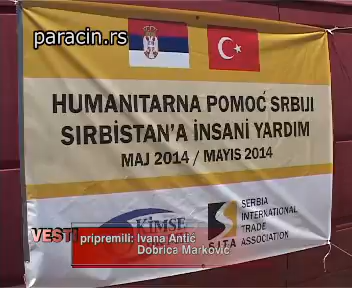 paracin.rs
HUMANITARNA POMOĆ SRBIJI
SIRBİSTAN'A İNSANİ YARDIM
MAJ 2014 / MAYIS 2014
KİMSE
SITA
SERBIA
INTERNATIONAL
TRADE
ASSOCIATION
VESTI
pripremili: Ivana Antić
Dobrica Marković